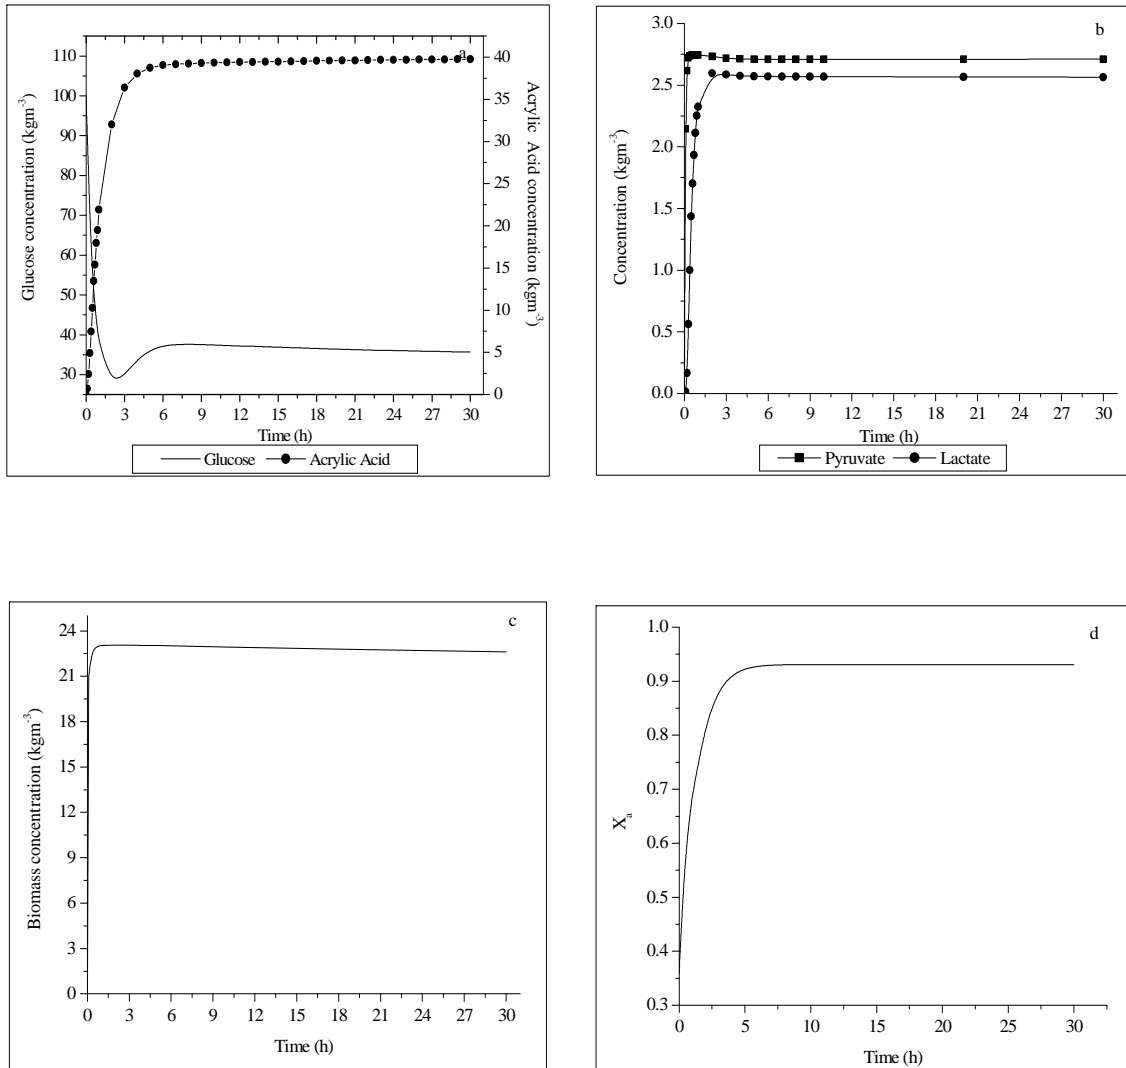 a
Glucose concentration (kgm-3)
110
100
90
80
70
60
50
40
30
Acrylic Acid concentration (kgm-3)
40
35
30
25
20
15
10
5
0
0 3 6 9 12 15 18 21 24 27 30
Time (h)
Glucose Acrylic Acid
b
Concentration (kgm-3)
3.0
2.5
2.0
1.5
1.0
0.5
0.0
0 3 6 9 12 15 18 21 24 27 30
Time (h)
Pyruvate Lactate
c
Biomass concentration (kgm-3)
24
21
18
15
12
9
6
3
0
0 3 6 9 12 15 18 21 24 27 30
Time (h)
d
Xa
1.0
0.9
0.8
0.7
0.6
0.5
0.4
0.3
0 5 10 15 20 25 30
Time (h)